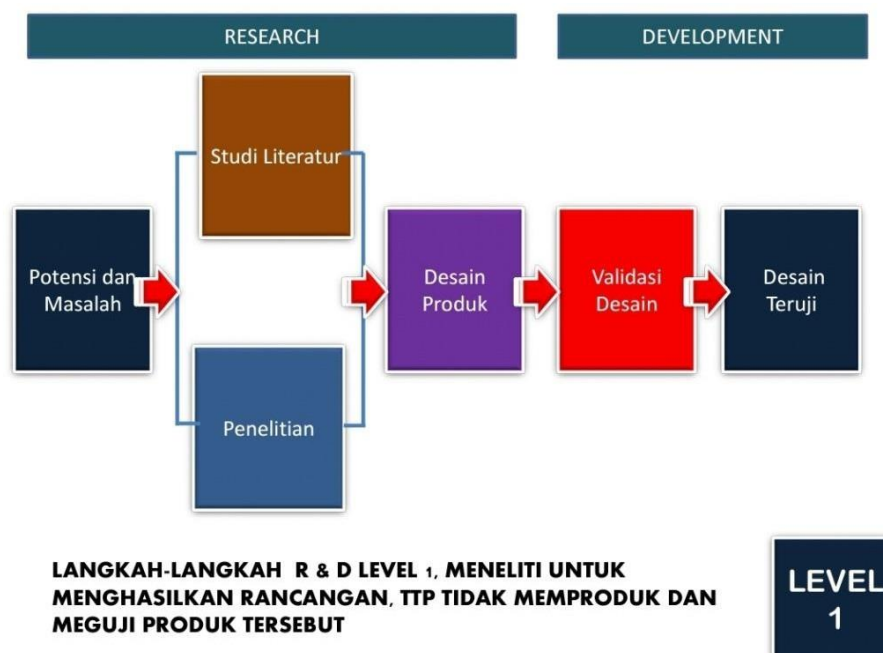 RESEARCH
DEVELOPMENT
Studi Literatur
Potensi dan
Masalah
Desain
Produk
Validasi
Desain
Desain
Teruji
Penelitian
LANGKAH-LANGKAH R & D LEVEL 1, MENELITI UNTUK
MENGHASILKAN RANCANGAN, TTP TIDAK MEMPRODUK DAN
MEGUJI PRODUK TERSEBUT
LEVEL
1